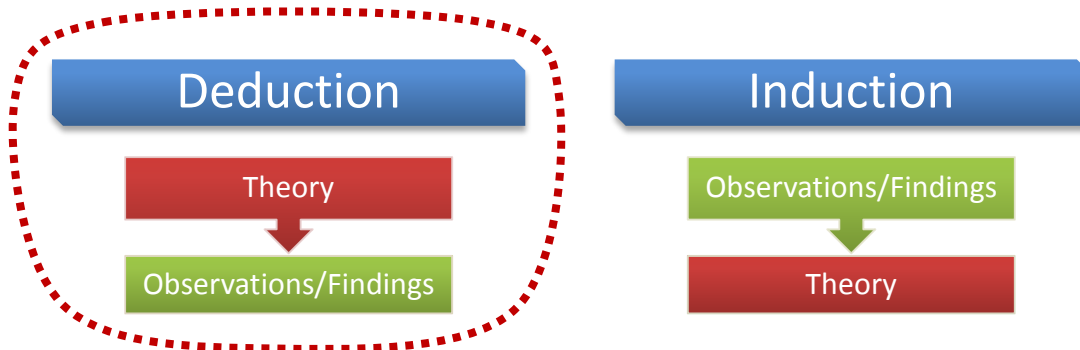 Deduction
Theory
Observations/Findings
Induction
Observations/Findings
Theory